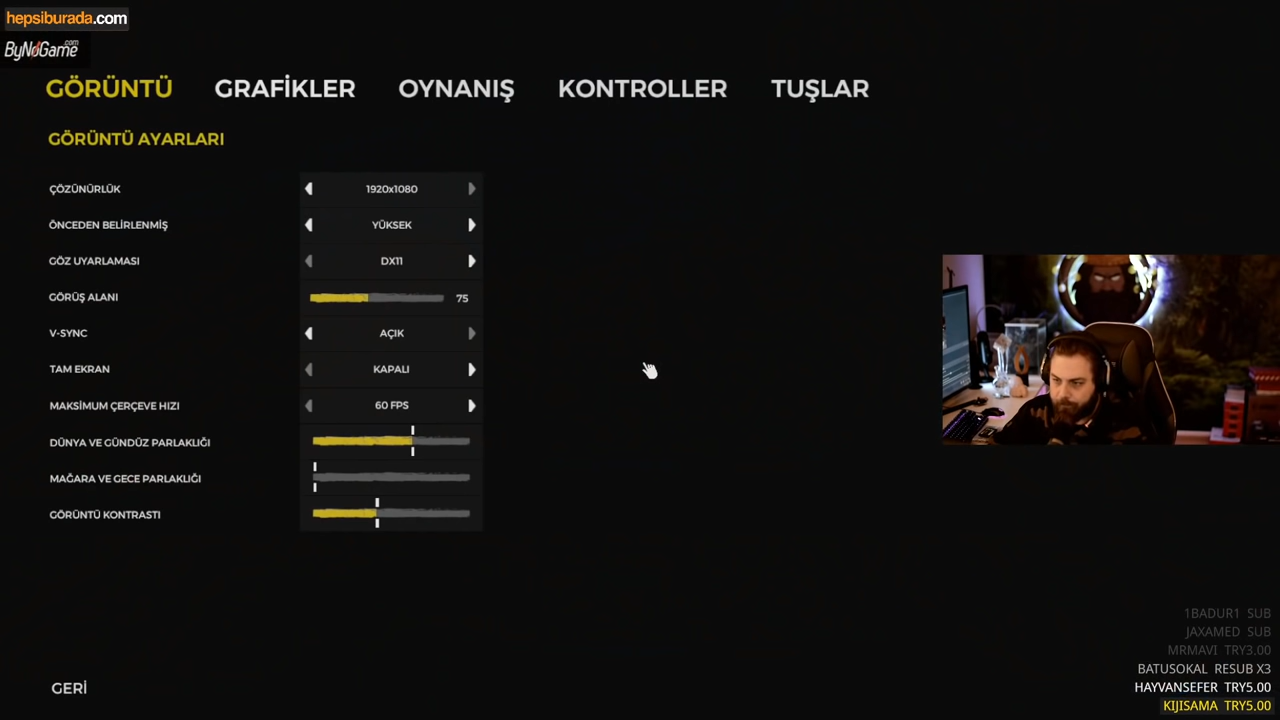 hepsiburada.com
ByNoGame.com
GÖRÜNTÜ GRAFİKLER OYNANIŞ KONTROLLER TUŞLAR
GÖRÜNTÜ AYARLARI
ÇÖZÜNÜRLÜK 1920x1080
ÖNCEDEN BELİRLENMİŞ YÜKSEK
GÖZ UYARLAMASI DX11
GÖRÜŞ ALANI 75
V-SYNC AÇIK
TAM EKRAN KAPALI
MAKSİMUM ÇERÇEVE HIZI 60 FPS
DÜNYA VE GÜNDÜZ PARLAKLIĞI
MAĞARA VE GECE PARLAKLIĞI
GÖRÜNTÜ KONTRASTI
1BADUR1 SUB
JAXAMED SUB
MRMAVI TRY3.00
BATUSOKAL RESUB X3
HAYVANSEFER TRY5.00
KIJISAMA TRY5.00
GERİ